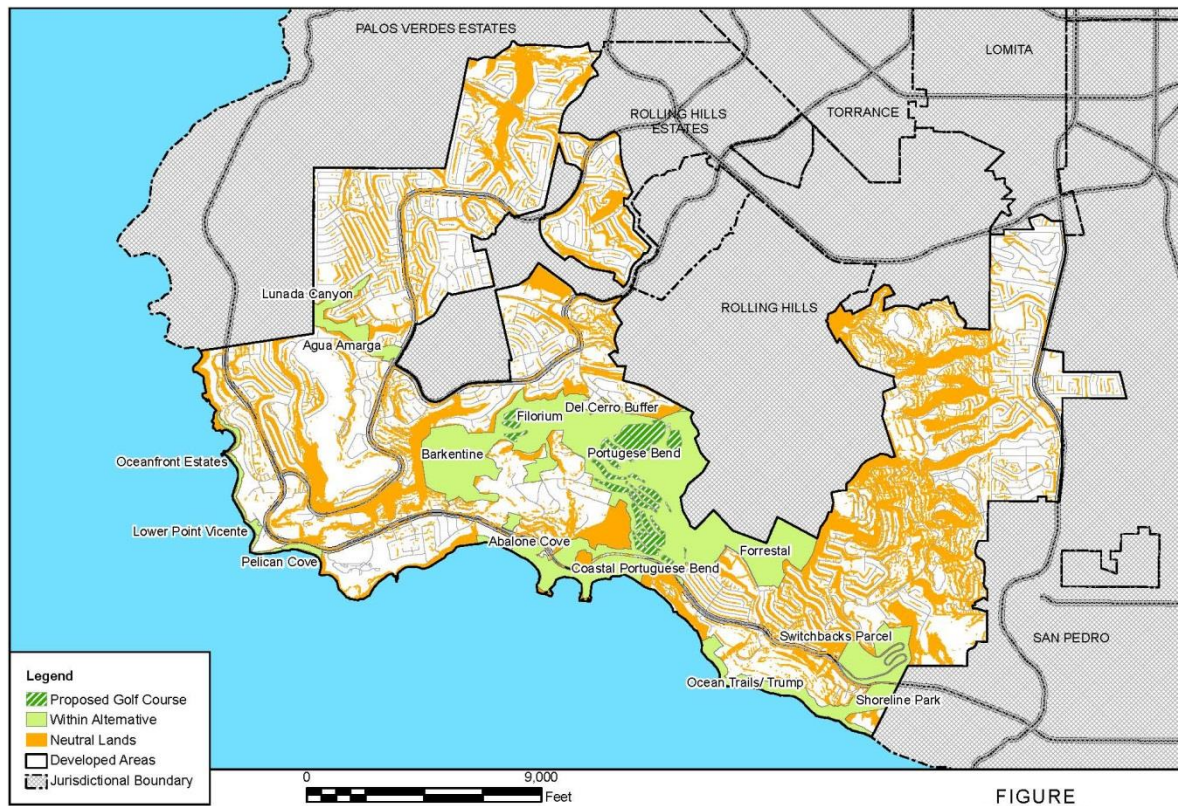 PALOS VERDES ESTATES
LOMITA
ROLLING HILLS
ESTATES
TORRANCE
Lunada Canyon
ROLLING HILLS
Agua Amarga
Filorium
Del Cerro Buffer
Barkentine
Portugese Bend
Oceanfront Estates
Lower Point Vicente
Abalone Cove
Forrestal
Pelican Cove
Coastal Portuguese Bend
Switchbacks Parcel
SAN PEDRO
Ocean Trails/ Trump
Shoreline Park
Legend
Proposed Golf Course
Within Alternative
Neutral Lands
Developed Areas
Jurisdictional Boundary
0 9,000
Feet
FIGURE